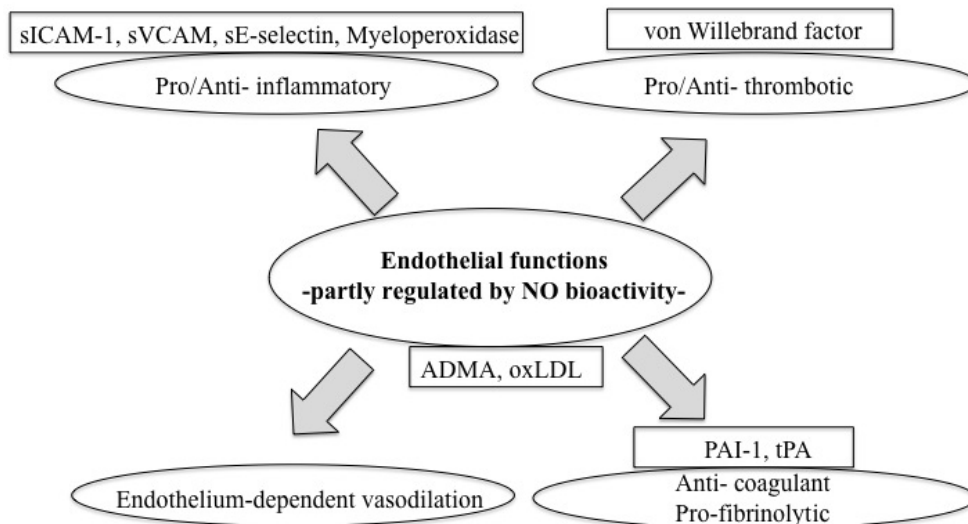 sICAM-1, sVCAM, sE-selectin, Myeloperoxidase
Pro/Anti- inflammatory
von Willebrand factor
Pro/Anti- thrombotic
Endothelial functions
-partly regulated by NO bioactivity-
ADMA, oxLDL
Endothelium-dependent vasodilation
PAI-1, tPA
Anti- coagulant
Pro-fibrinolytic